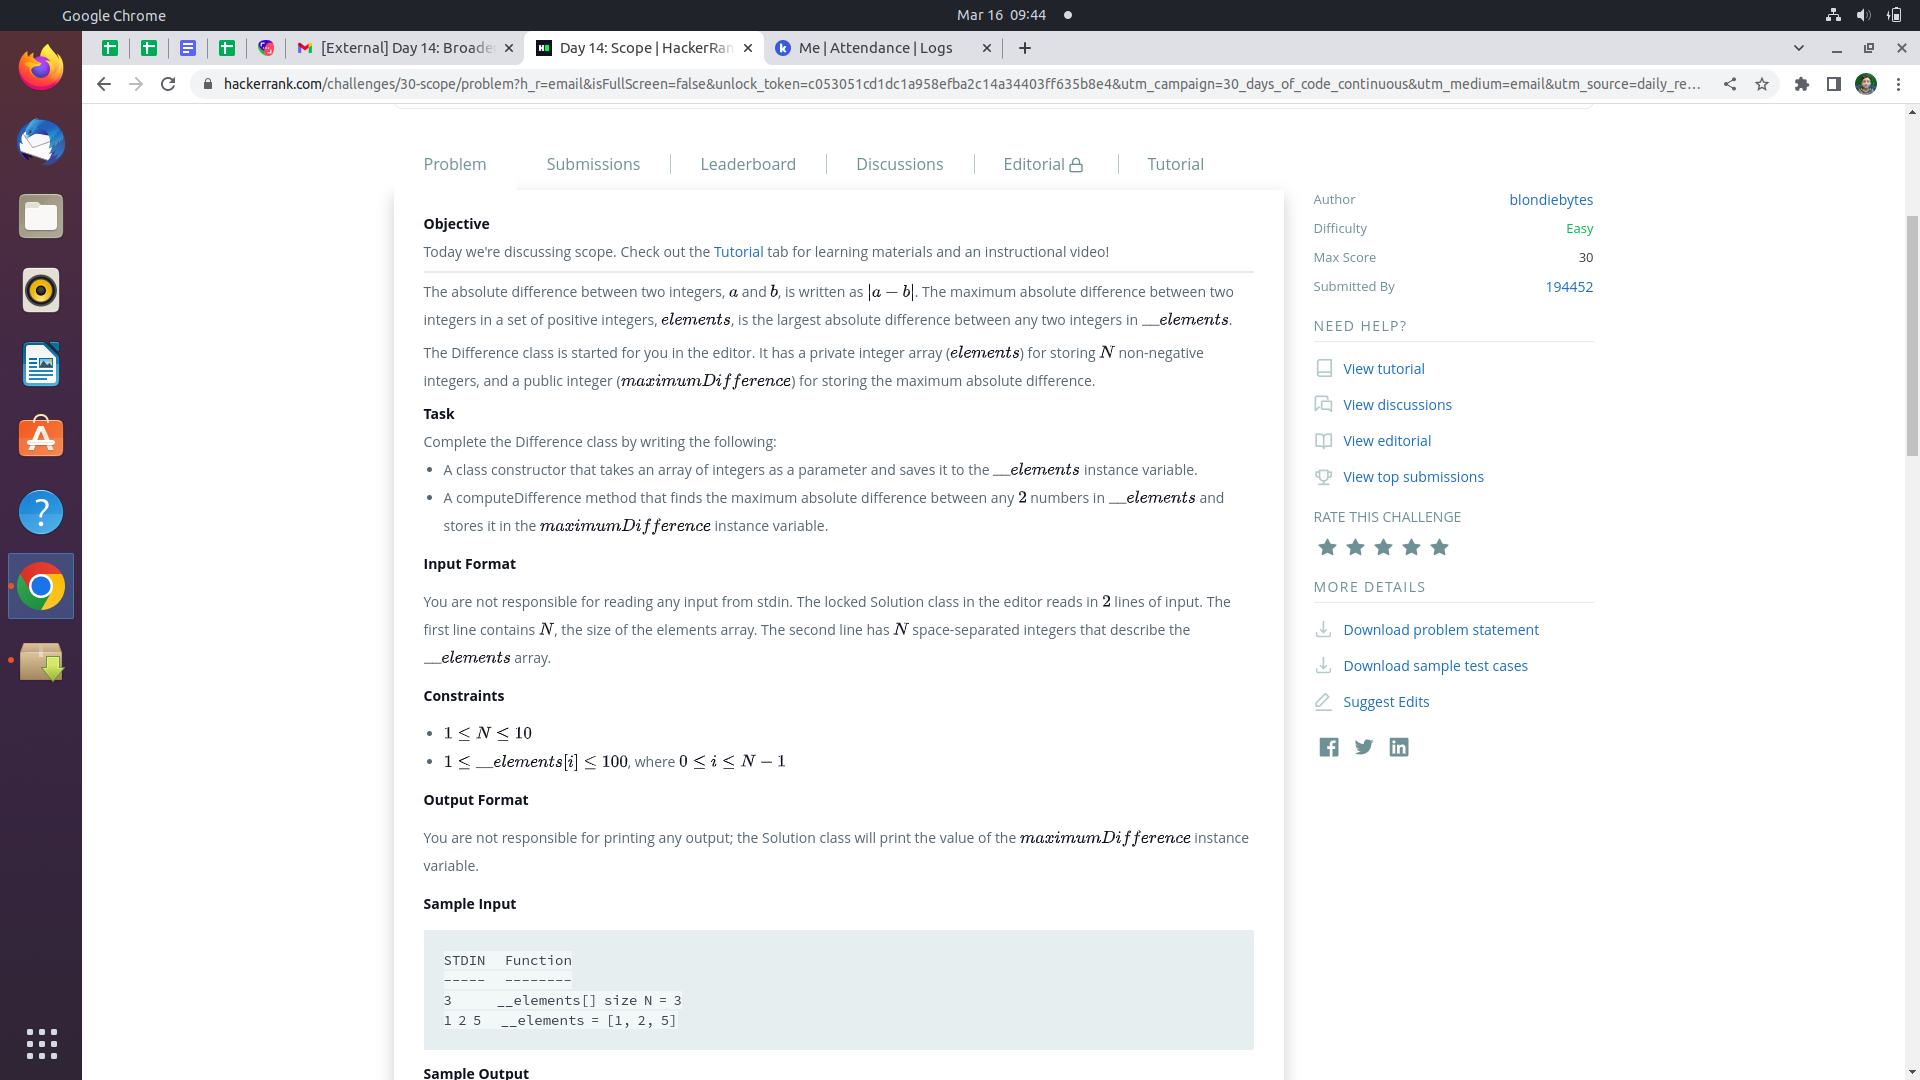 Google Chrome
Mar 16 09:44
[External] Day 14: Broade
Day 14: Scope | HackerRan
Me | Attendance | Logs
hackerrank.com/challenges/30-scope/problem?h_r=email&isFullScreen=false&unlock_token=c053051cd1dc1a958efba2c14a34403ff635b8e4&utm_campaign=30_days_of_code_continuous&utm_medium=email&utm_source=daily_re...
Problem
Submissions
Leaderboard
Discussions
Editorial
Tutorial
Objective
Today we're discussing scope. Check out the Tutorial tab for learning materials and an instructional video!
The absolute difference between two integers, a and b, is written as |a − b|. The maximum absolute difference between two
integers in a set of positive integers, elements, is the largest absolute difference between any two integers in __elements.
The Difference class is started for you in the editor. It has a private integer array (elements) for storing N non-negative
integers, and a public integer (maximumDifference) for storing the maximum absolute difference.
Task
Complete the Difference class by writing the following:
• A class constructor that takes an array of integers as a parameter and saves it to the __elements instance variable.
• A computeDifference method that finds the maximum absolute difference between any 2 numbers in __elements and
stores it in the maximumDifference instance variable.
Input Format
You are not responsible for reading any input from stdin. The locked Solution class in the editor reads in 2 lines of input. The
first line contains N, the size of the elements array. The second line has N space-separated integers that describe the
__elements array.
Constraints
• 1 ≤ N ≤ 10
• 1 ≤ __elements[i] ≤ 100, where 0 ≤ i ≤ N − 1
Output Format
You are not responsible for printing any output; the Solution class will print the value of the maximumDifference instance
variable.
Sample Input
STDIN Function
----- --------
3 __elements[] size N = 3
1 2 5 __elements = [1, 2, 5]
Sample Output
Author blondiebytes
Difficulty Easy
Max Score 30
Submitted By 194452
NEED HELP?
View tutorial
View discussions
View editorial
View top submissions
RATE THIS CHALLENGE
MORE DETAILS
Download problem statement
Download sample test cases
Suggest Edits